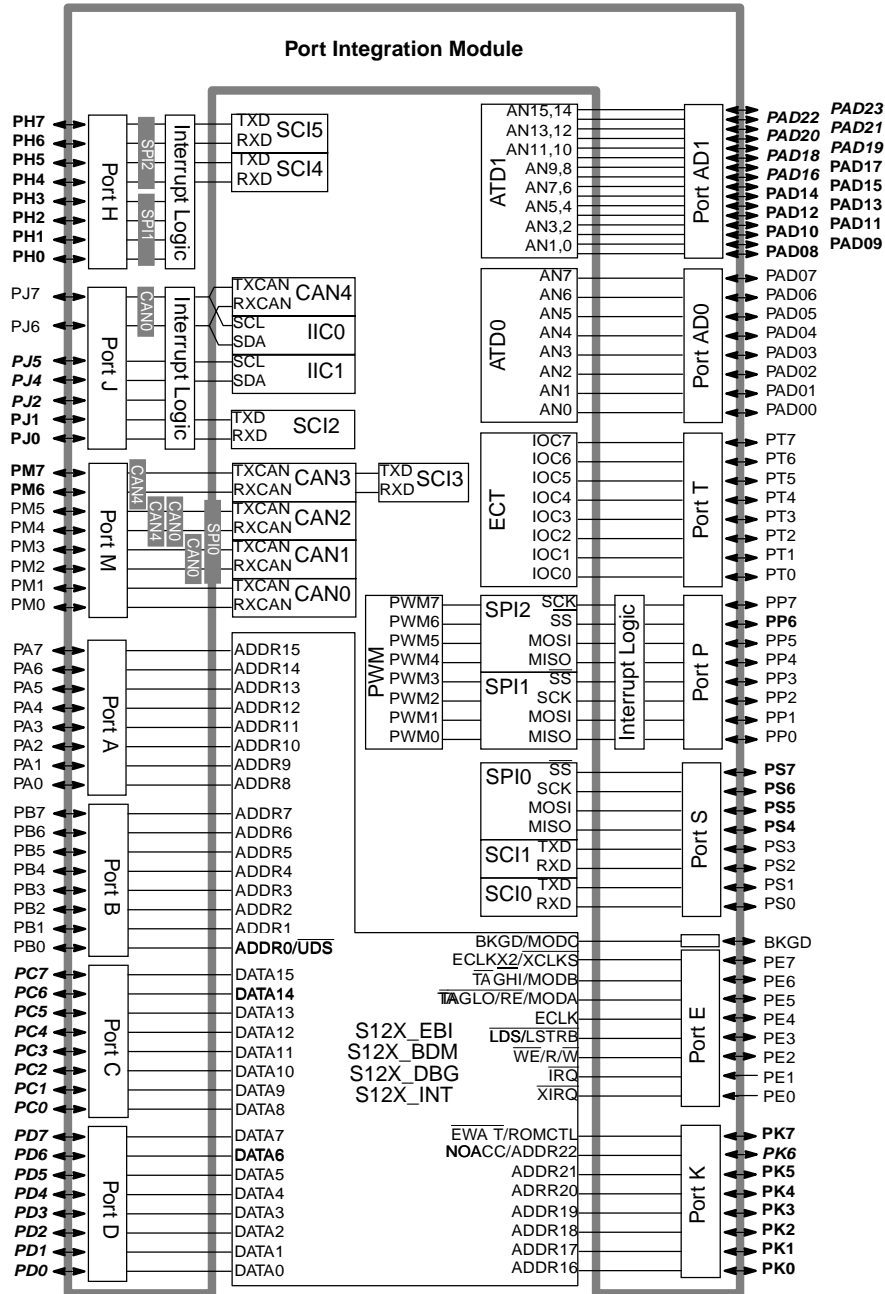 Port Integration Module
PH7
PH6
PH5
PH4
PH3
PH2
PH1
PH0
Port H
SPI2
SPI1
Interrupt Logic
TXD
RXD
SCI5
TXD
RXD
SCI4
PJ7
PJ6
PJ5
PJ4
PJ2
PJ1
PJ0
Port J
CAN0
Interrupt Logic
TXCAN
RXCAN
CAN4
SCL
SDA
IIC0
SCL
SDA
IIC1
TXD
RXD
SCI2
PM7
PM6
PM5
PM4
PM3
PM2
PM1
PM0
Port M
CAN4
CAN4
CAN0
CAN0
SPI0
TXCAN
RXCAN
CAN3
TXD
RXD
SCI3
TXCAN
RXCAN
CAN2
TXCAN
RXCAN
CAN1
TXCAN
RXCAN
CAN0
PA7
PA6
PA5
PA4
PA3
PA2
PA1
PA0
Port A
ADDR15
ADDR14
ADDR13
ADDR12
ADDR11
ADDR10
ADDR9
ADDR8
PB7
PB6
PB5
PB4
PB3
PB2
PB1
PB0
Port B
ADDR7
ADDR6
ADDR5
ADDR4
ADDR3
ADDR2
ADDR1
ADDR0/UDS
PC7
PC6
PC5
PC4
PC3
PC2
PC1
PC0
Port C
DATA15
DATA14
DATA13
DATA12
DATA11
DATA10
DATA9
DATA8
PD7
PD6
PD5
PD4
PD3
PD2
PD1
PD0
Port D
DATA7
DATA6
DATA5
DATA4
DATA3
DATA2
DATA1
DATA0
S12X_EBI
S12X_BDM
S12X_DBG
S12X_INT
ATD1
AN15,14
AN13,12
AN11,10
AN9,8
AN7,6
AN5,4
AN3,2
AN1,0
Port AD1
PAD23
PAD22
PAD21
PAD20
PAD19
PAD18
PAD17
PAD16
PAD15
PAD14
PAD13
PAD12
PAD11
PAD10
PAD09
PAD08
ATD0
AN7
AN6
AN5
AN4
AN3
AN2
AN1
AN0
Port AD0
PAD07
PAD06
PAD05
PAD04
PAD03
PAD02
PAD01
PAD00
ECT
IOC7
IOC6
IOC5
IOC4
IOC3
IOC2
IOC1
IOC0
Port T
PT7
PT6
PT5
PT4
PT3
PT2
PT1
PT0
PWM
PWM7
PWM6
PWM5
PWM4
PWM3
PWM2
PWM1
PWM0
SPI2
SCK
SS
MOSI
MISO
SPI1
SS
SCK
MOSI
MISO
Interrupt Logic
Port P
PP7
PP6
PP5
PP4
PP3
PP2
PP1
PP0
SPI0
SS
SCK
MOSI
MISO
SCI1
TXD
RXD
SCI0
TXD
RXD
Port S
PS7
PS6
PS5
PS4
PS3
PS2
PS1
PS0
BKGD/MODC
BKGD
ECLKX2/XCLKS
TAGHI/MODB
TAGLO/RE/MODA
ECLK
LDS/LSTRB
WE/R/W
IRQ
XIRQ
Port E
PE7
PE6
PE5
PE4
PE3
PE2
PE1
PE0
EWA T/ROMCTL
NOACC/ADDR22
ADDR21
ADRR20
ADDR19
ADDR18
ADDR17
ADDR16
Port K
PK7
PK6
PK5
PK4
PK3
PK2
PK1
PK0